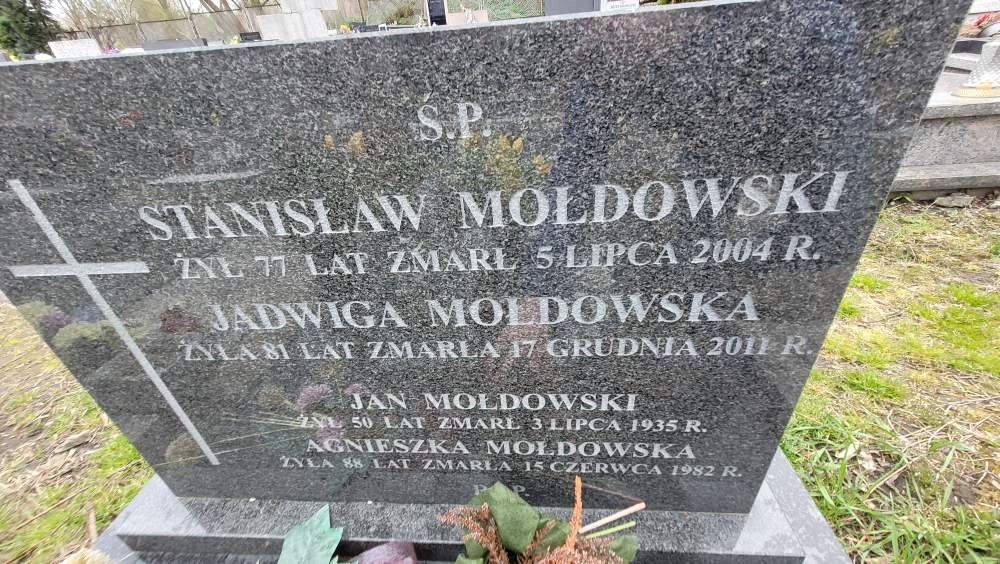 Ś.P.
STANISŁAW MOŁDOWSKI
ŻYŁ 77 LAT ZMARŁ 5 LIPCA 2004 R.
JADWIGA MOŁDOWSKA
ŻYŁA 81 LAT ZMARŁA 17 GRUDNIA 2011 R.
JAN MOŁDOWSKI
ŻYŁ 50 LAT ZMARŁ 3 LIPCA 1935 R.
AGNIESZKA MOŁDOWSKA
ŻYŁA 88 LAT ZMARŁA 15 CZERWCA 1982 R.